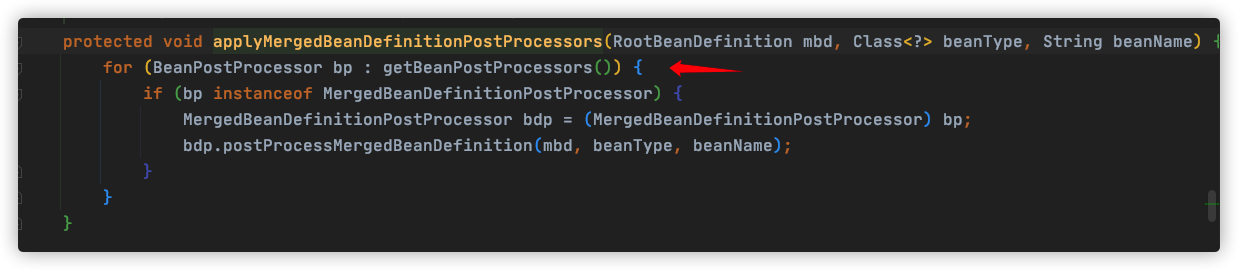 protected void applyMergedBeanDefinitionPostProcessors(RootBeanDefinition mbd, Class<?> beanType, String beanName) {
for (BeanPostProcessor bp : getBeanPostProcessors()) {
if (bp instanceof MergedBeanDefinitionPostProcessor) {
MergedBeanDefinitionPostProcessor bdp = (MergedBeanDefinitionPostProcessor) bp;
bdp.postProcessMergedBeanDefinition(mbd, beanType, beanName);
}
}
}